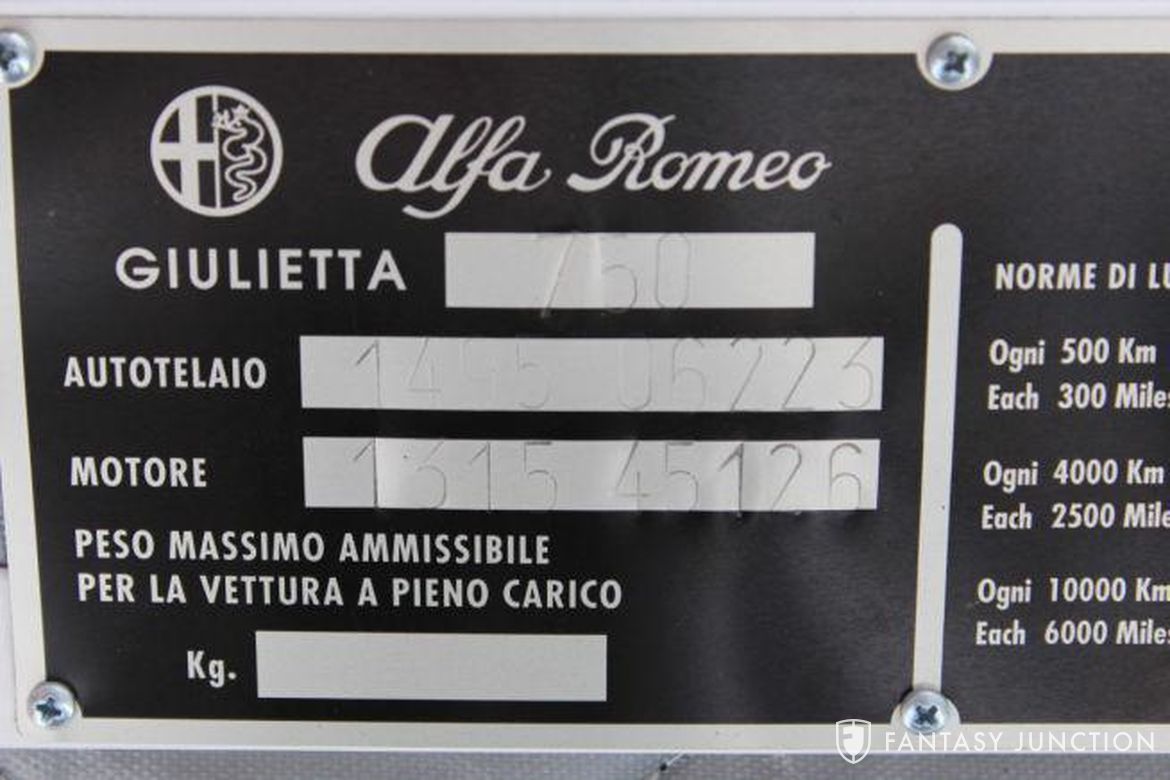 Alfa Romeo
GIULIETTA 750
AUTOTELAIO 1495 06223
MOTORE 1315 45126
PESO MASSIMO AMMISSIBILE
PER LA VETTURA A PIENO CARICO
Kg.
NORME DI LU
Ogni 500 Km
Each 300 Miles
Ogni 4000 Km
Each 2500 Mile
Ogni 10000 Km
Each 6000 Miles
FANTASY JUNCTION